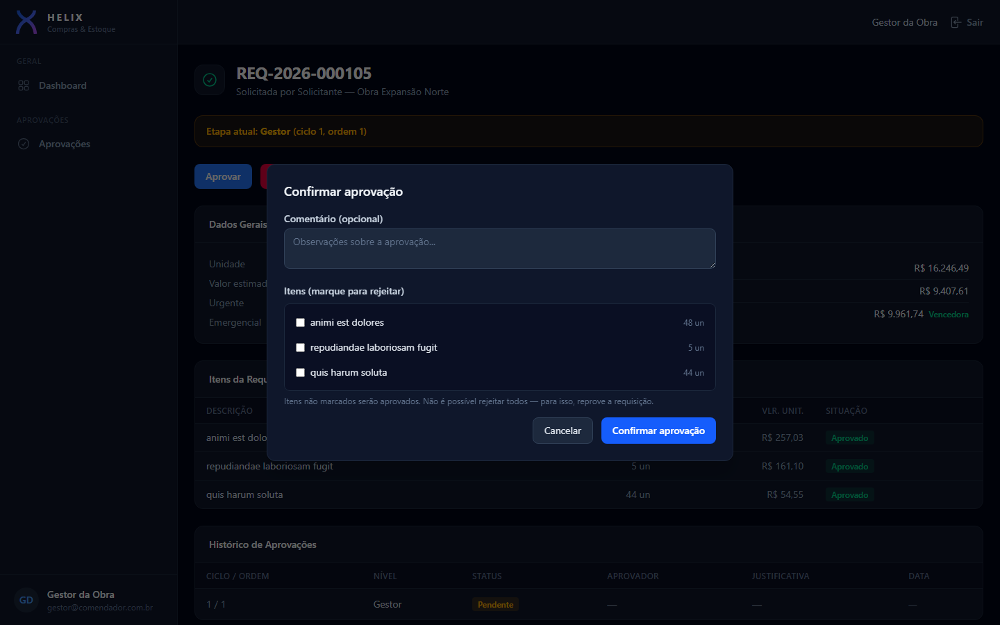 HELIX
Compras & Estoque
Gestor da Obra
Sair
GERAL
Dashboard
APROVAÇÕES
Aprovações
REQ-2026-000105
Solicitada por Solicitante — Obra Expansão Norte
Etapa atual: Gestor (ciclo 1, ordem 1)
Aprovar
Confirmar aprovação
Comentário (opcional)
Observações sobre a aprovação...
Itens (marque para rejeitar)
animi est dolores 48 un
repudiandae laboriosam fugit 5 un
quis harum soluta 44 un
Itens não marcados serão aprovados. Não é possível rejeitar todos — para isso, reprove a requisição.
Cancelar Confirmar aprovação
Dados Gerais
Unidade
Valor estimad
Urgente
Emergencial
R$ 16.246,49
R$ 9.407,61
R$ 9.961,74 Vencedora
Itens da Requ
DESCRIÇÃO VLR. UNIT. SITUAÇÃO
animi est dolo R$ 257,03 Aprovado
repudiandae laboriosam fugit 5 un R$ 161,10 Aprovado
quis harum soluta 44 un R$ 54,55 Aprovado
Histórico de Aprovações
CICLO / ORDEM NÍVEL STATUS APROVADOR JUSTIFICATIVA DATA
1 / 1 Gestor Pendente — — —
GD
Gestor da Obra
gestor@comendador.com.br